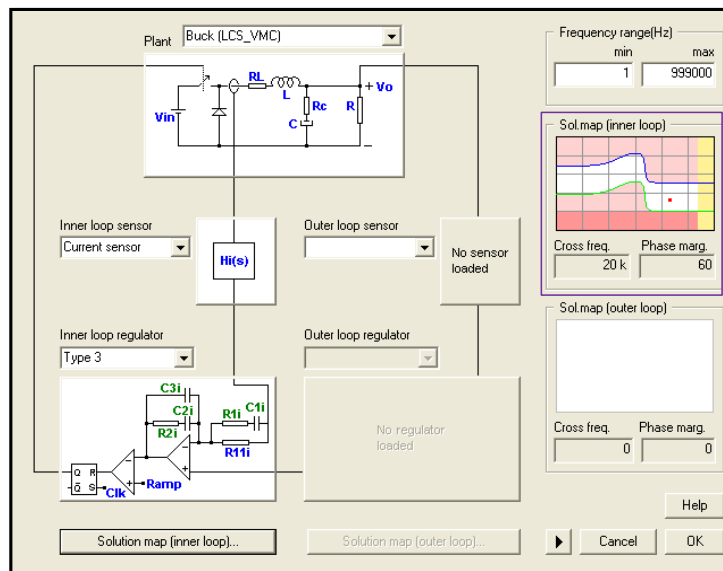 Plant
Buck (LCS_VMC)
Vin
RL
L
Rc
C
R
+ Vo
Inner loop sensor
Current sensor
Hi(s)
Outer loop sensor
No sensor
loaded
Inner loop regulator
Type 3
Outer loop regulator
C3i
C2i
R2i
R1i
C1i
R11i
Q R
Q S
Clk
Ramp
No regulator
loaded
Solution map (inner loop)...
Solution map (outer loop)...
Frequency range(Hz)
min
max
1
999000
Sol.map (inner loop)
Cross freq.
Phase marg.
20 k
60
Sol.map (outer loop)
Cross freq.
Phase marg.
0
0
Help
Cancel
OK